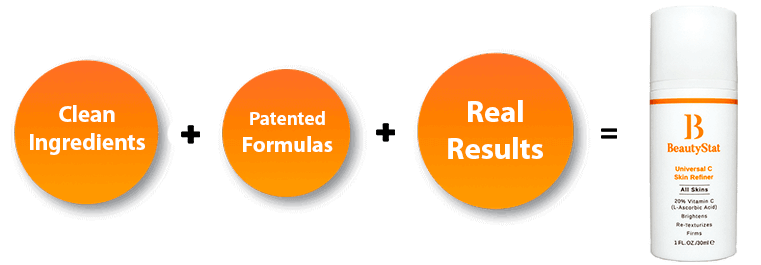 Clean
Ingredients
+
Patented
Formulas
+
Real
Results
=
B
BeautyStat
Universal C
Skin Refiner
All Skins
20% Vitamin C
(L-Ascorbic Acid)
Brightens
Re-Texturizes
Firms
1 FL.OZ./30ml ℮